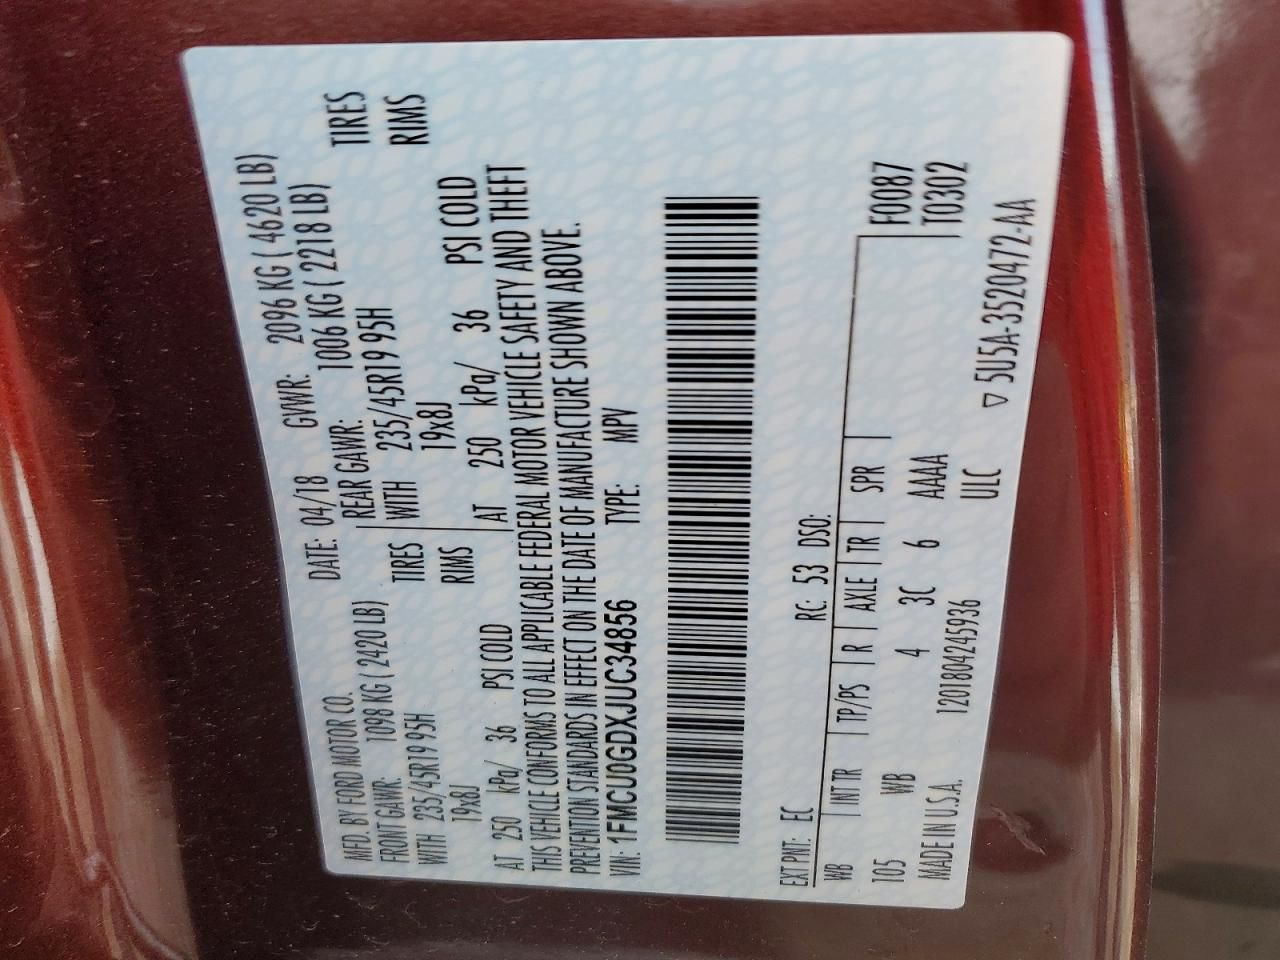 MFD. BY FORD MOTOR CO. DATE: 04/18 GVWR: 2096 KG ( 4620 LB)
FRONT GAWR: 1098 KG ( 2420 LB) REAR GAWR: 1006 KG ( 2218 LB)
WITH 235/45R19 95H TIRES WITH 235/45R19 95H TIRES
19x8J RIMS 19x8J RIMS
AT 250 kPa/ 36 PSI COLD AT 250 kPa/ 36 PSI COLD
THIS VEHICLE CONFORMS TO ALL APPLICABLE FEDERAL MOTOR VEHICLE SAFETY AND THEFT
PREVENTION STANDARDS IN EFFECT ON THE DATE OF MANUFACTURE SHOWN ABOVE.
VIN: 1FMCU0GDXJUC34856 TYPE: MPV
EXT PNT: EC RC: 53 DSO:
WB INT TR TP/PS R AXLE TR SPR F0087
105 WB 4 3C 6 AAAA T0302
MADE IN U.S.A. 1201804245936 ULC
▽ 5U5A-3520472-AA